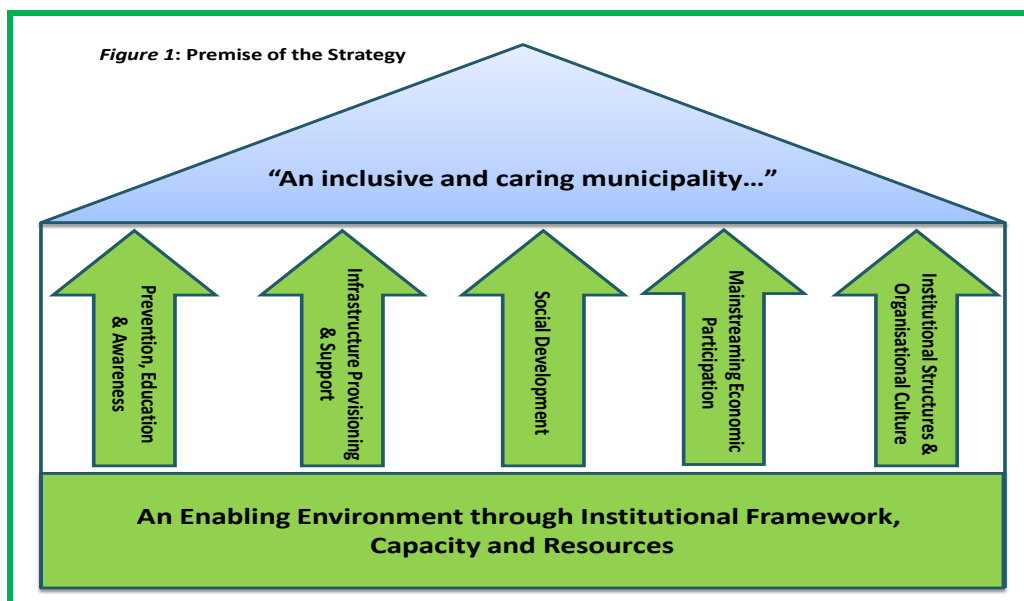 Figure 1: Premise of the Strategy
“An inclusive and caring municipality…”
Prevention, Education
& Awareness
Infrastructure Provisioning
& Support
Social Development
Mainstreaming Economic
Participation
Institutional Structures &
Organisational Culture
An Enabling Environment through Institutional Framework,
Capacity and Resources